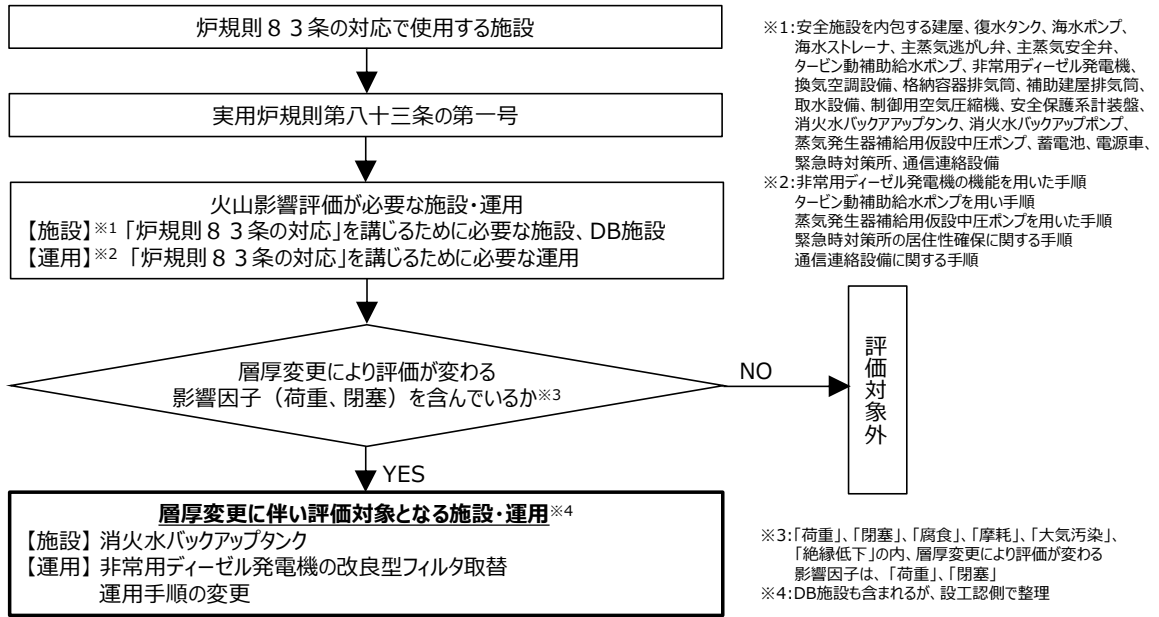 炉規則８３条の対応で使用する施設
実用炉規則第八十三条の第一号
火山影響評価が必要な施設・運用
【施設】※1「炉規則８３条の対応」を講じるために必要な施設、DB施設
【運用】※2「炉規則８３条の対応」を講じるために必要な運用
層厚変更により評価が変わる
影響因子（荷重、閉塞）を含んでいるか※3
NO
評価対象外
YES
層厚変更に伴い評価対象となる施設・運用※4
【施設】消火水バックアップタンク
【運用】非常用ディーゼル発電機の改良型フィルタ取替
運用手順の変更
※1:安全施設を内包する建屋、復水タンク、海水ポンプ、
海水ストレーナ、主蒸気逃がし弁、主蒸気安全弁、
タービン動補助給水ポンプ、非常用ディーゼル発電機、
換気空調設備、格納容器排気筒、補助建屋排気筒、
取水設備、制御用空気圧縮機、安全保護系計装盤、
消火水バックアアップタンク、消火水バックアップポンプ、
蒸気発生器補給用仮設中圧ポンプ、蓄電池、電源車、
緊急時対策所、通信連絡設備
※2:非常用ディーゼル発電機の機能を用いた手順
タービン動補助給水ポンプを用い手順
蒸気発生器補給用仮設中圧ポンプを用いた手順
緊急時対策所の居住性確保に関する手順
通信連絡設備に関する手順
※3:「荷重」、「閉塞」、「腐食」、「摩耗」、「大気汚染」、
「絶縁低下」の内、層厚変更により評価が変わる
影響因子は、「荷重」、「閉塞」
※4:DB施設も含まれるが、設工認側で整理